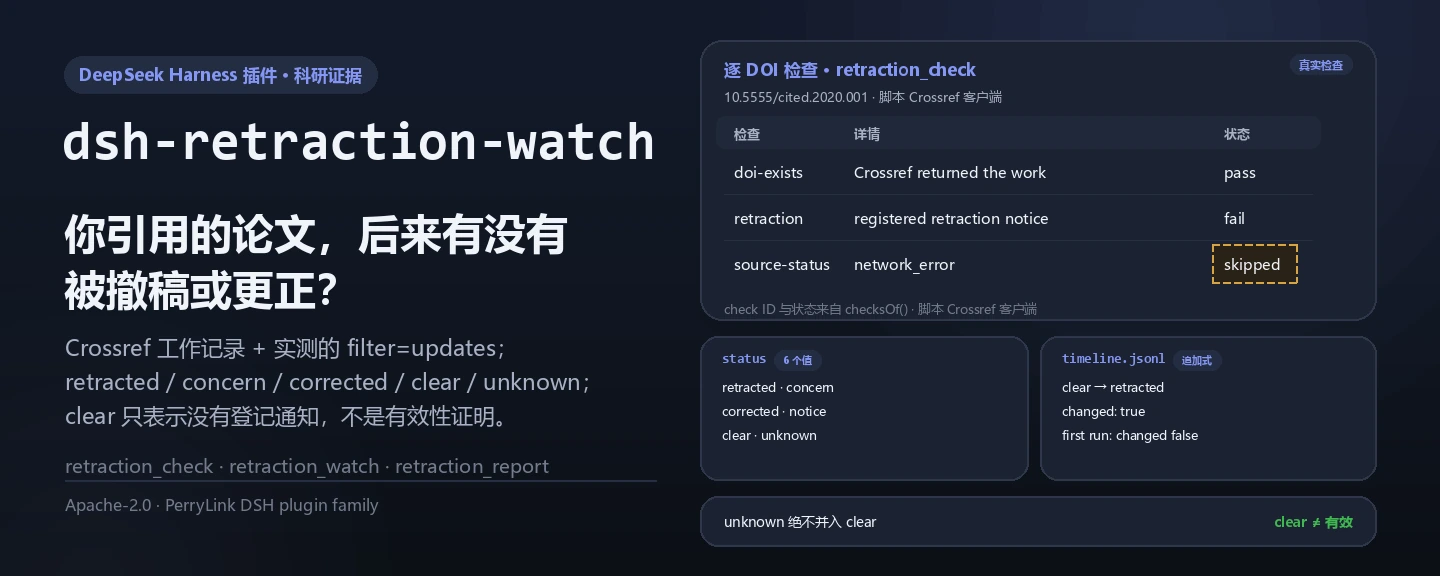 DeepSeek Harness 插件 · 科研证据
dsh-retraction-watch
你引用的论文，后来有没有
被撤稿或更正？
Crossref 工作记录 + 实测的 filter=updates；
retracted / concern / corrected / clear / unknown；
clear 只表示没有登记通知，不是有效性证明。
retraction_check · retraction_watch · retraction_report
Apache-2.0 · PerryLink DSH plugin family
逐 DOI 检查 · retraction_check
真实检查
10.5555/cited.2020.001 · 脚本 Crossref 客户端
检查 详情 状态
doi-exists Crossref returned the work pass
retraction registered retraction notice fail
source-status network_error skipped
check ID 与状态来自 checksOf() · 脚本 Crossref 客户端
status 6 个值
retracted · concern
corrected · notice
clear · unknown
timeline.jsonl 追加式
clear → retracted
changed: true
first run: changed false
unknown 绝不并入 clear
clear ≠ 有效